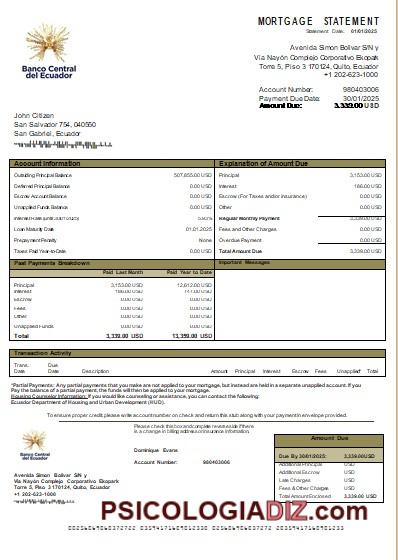 MORTGAGE STATEMENT
Statement Date: 01/01/2025
Banco Central
del Ecuador
Avenida Simon Bolivar S/N y
Via Nayón Complejo Corporativo Ekopark
Torre 5, Piso 3 170124, Quito, Ecuador
+1 202-623-1000
Account Number: 980403006
Payment Due Date: 30/01/2025
Amount Due: 3,339.00 USD
John Citizen
San Salvador 754, 040550
San Gabriel, Ecuador
Account Information
Outstanding Principal Balance 507,855.00 USD
Deferred Principal Balance 0.00 USD
Escrow Account Balance 0.00 USD
Unapplied Funds Balance 0.00 USD
Loan Maturity Date 01.01.2025
Prepayment Penalty None
Taxes Paid Year-to-Date 0.00 USD
Explanation of Amount Due
Principal 3,153.00 USD
Interest 186.00 USD
Escrow (For Taxes and/or insurance) 0.00 USD
Other 0.00 USD
Regular Monthly Payment 3,339.00 USD
Fees and Other Charges 0.00 USD
Overdue Payment 0.00 USD
Total Amount Due 3,339.00 USD
Past Payments Breakdown
Paid Last Month Paid Year to Date
Principal 3,153.00 USD 12,612.00 USD
Interest 186.00 USD
Escrow 0.00 USD 0.00 USD
Fees 0.00 USD 0.00 USD
Other 0.00 USD 0.00 USD
Unapplied Funds 0.00 USD 0.00 USD
Total 3,339.00 USD 13,359.00 USD
Important Messages
Transaction Activity
Trans. Date Due Date Description Amount Principal Interest Escrow Fees Unapplied Total
*Partial Payments: Any partial payments that you make are not applied to your mortgage, but instead are held in a separate unapplied account. If you
Pay the balance of a partial payment, the funds will then be applied to your mortgage.
Housing Counselor Information: If you would like counseling or assistance, you can contact the following:
Ecuador Department of Housing and Urban Development (HUD).
To ensure proper credit please write account number on check and return this stub along with your payment in envelope provided.
Please check this box and complete reverse side if there
is a change in billing address or insurance information.
Banco Central
del Ecuador
Dominique Evans
Account Number: 980403006
Avenida Simon Bolivar S/N y
Via Nayón Complejo Corporativo Ekopark
Torre 5, Piso 3 170124, Quito, Ecuador
+1 202-623-1000
Amount Due
Due By 30/01/2025: 3,339.00 USD
Additional Principal USD
Additional Escrow USD
Late Charges USD
Fees & Other Charges USD
Total Amount Enclosed 3,339.00 USD
PSICOLOGIADIZ.com